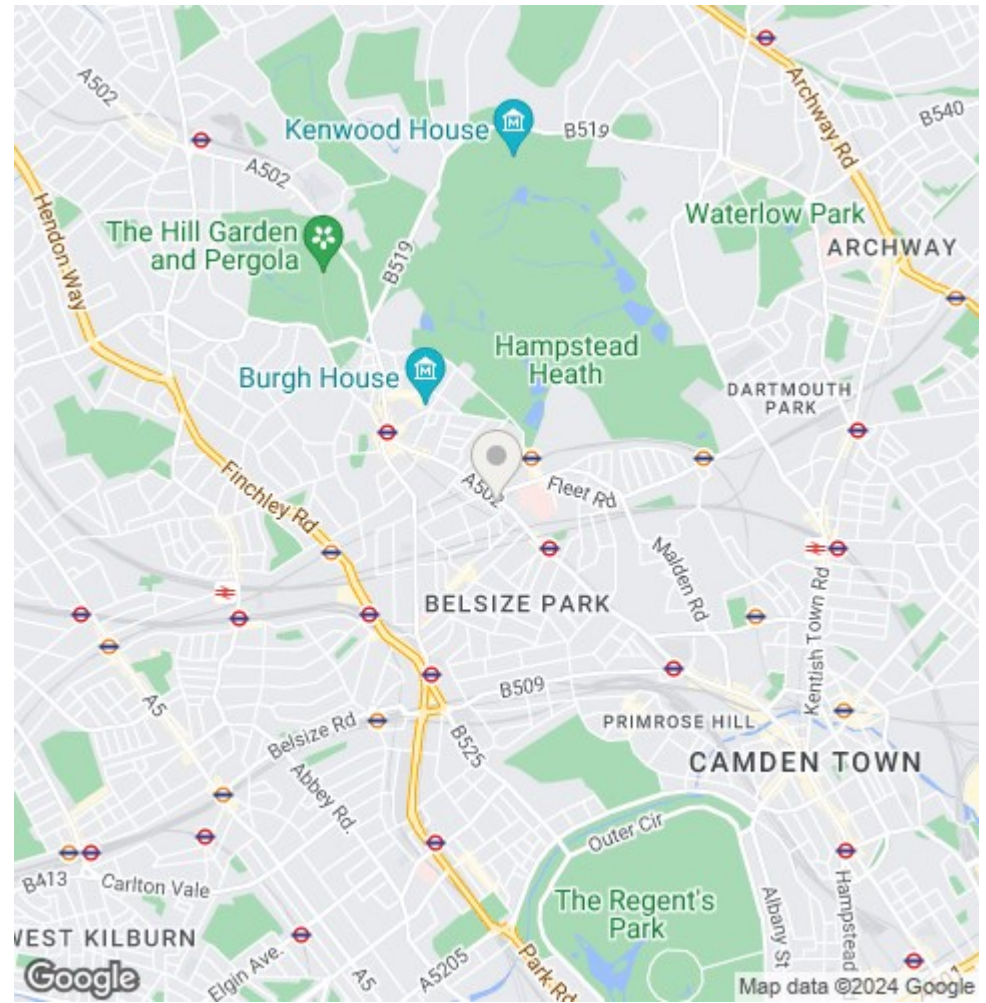 A502
Archway Rd
B540
Kenwood House
B519
A502
Hendon Way
The Hill Garden
and Pergola
B519
Waterlow Park
ARCHWAY
Hampstead
Heath
Burgh House
DARTMOUTH
PARK
A502
Fleet Rd
Finchley Rd
Malden Rd
BELSIZE PARK
Kentish Town Rd
A5
B509
Belsize Rd
B525
PRIMROSE HILL
CAMDEN TOWN
Abbey Rd.
Outer Cir
B413
Carlton Vale
The Regent's
Park
Albany St
Hampstead
WEST KILBURN
Elgin Ave.
A5
A5205
Park Rd
Google
Map data ©2024 Google